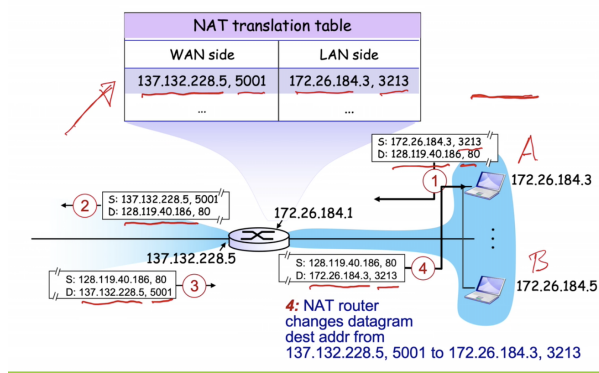 NAT translation table
WAN side LAN side
137.132.228.5, 5001 172.26.184.3, 3213
... ...
S: 172.26.184.3, 3213
D: 128.119.40.186, 80
A
1
172.26.184.3
2
S: 137.132.228.5, 5001
D: 128.119.40.186, 80
172.26.184.1
137.132.228.5
S: 128.119.40.186, 80
D: 137.132.228.5, 5001
3
S: 128.119.40.186, 80
D: 172.26.184.3, 3213
4
B
172.26.184.5
4: NAT router
changes datagram
dest addr from
137.132.228.5, 5001 to 172.26.184.3, 3213